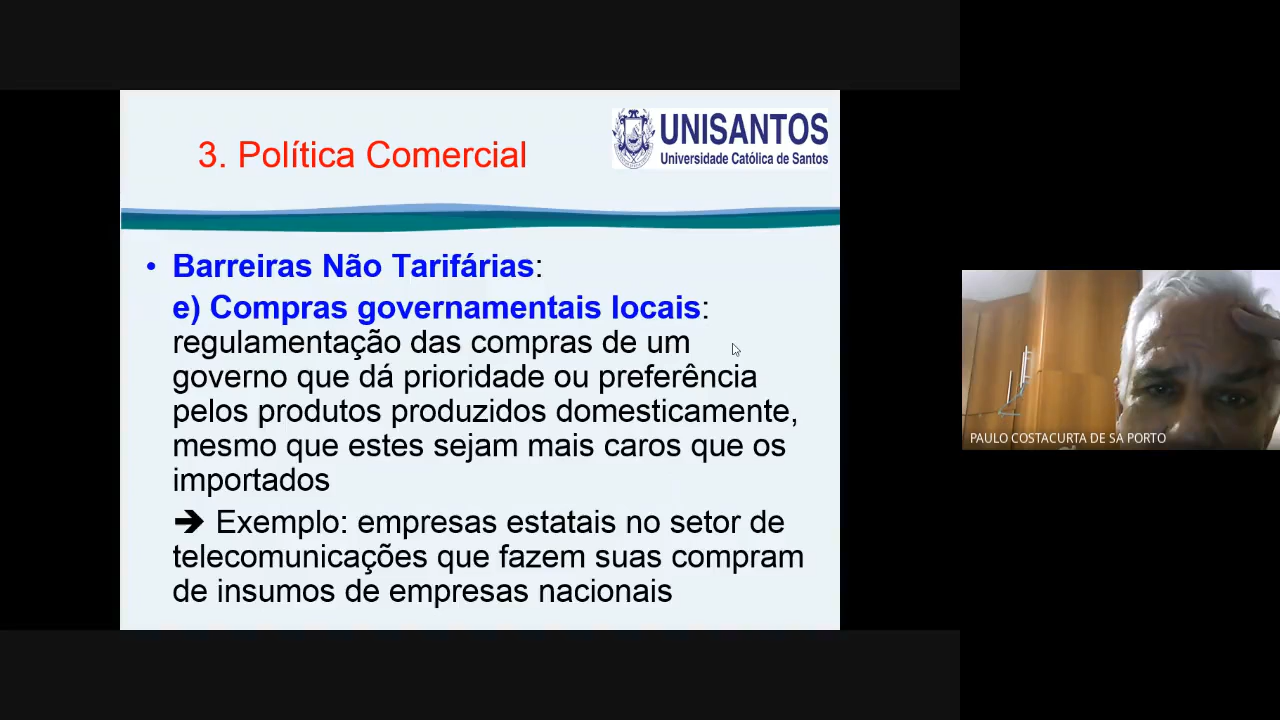 3. Política Comercial
UNISANTOS
Universidade Católica de Santos
• Barreiras Não Tarifárias:
e) Compras governamentais locais:
regulamentação das compras de um
governo que dá prioridade ou preferência
pelos produtos produzidos domesticamente,
mesmo que estes sejam mais caros que os
importados
➔ Exemplo: empresas estatais no setor de
telecomunicações que fazem suas compram
de insumos de empresas nacionais
PAULO COSTACURTA DE SA PORTO